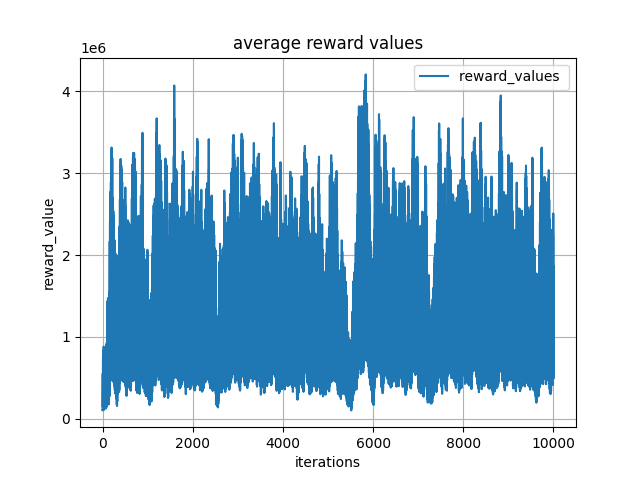 average reward values
1e6
reward_values
4
3
2
1
0
reward_value
0 2000 4000 6000 8000 10000
iterations